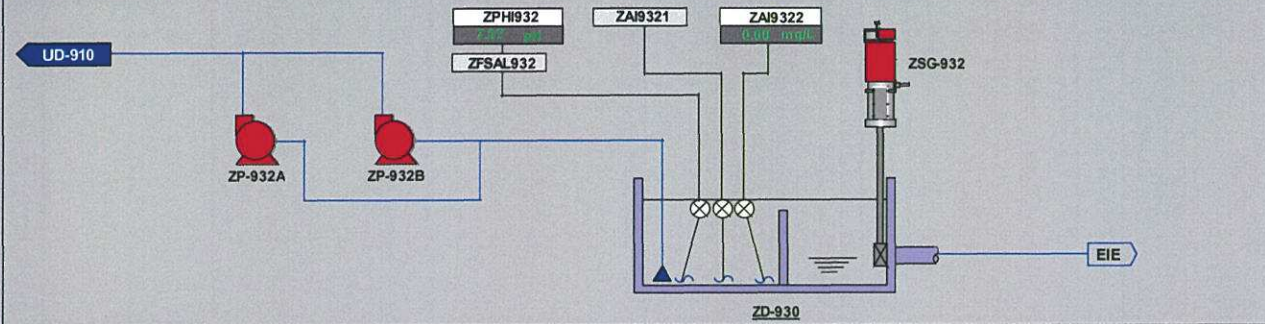 ZPHI932
ZAI9321
ZAI9322
7.82 pH
0.00 mg/L
UD-910
ZFSAL932
ZSG-932
ZP-932A
ZP-932B
EIE
ZD-930